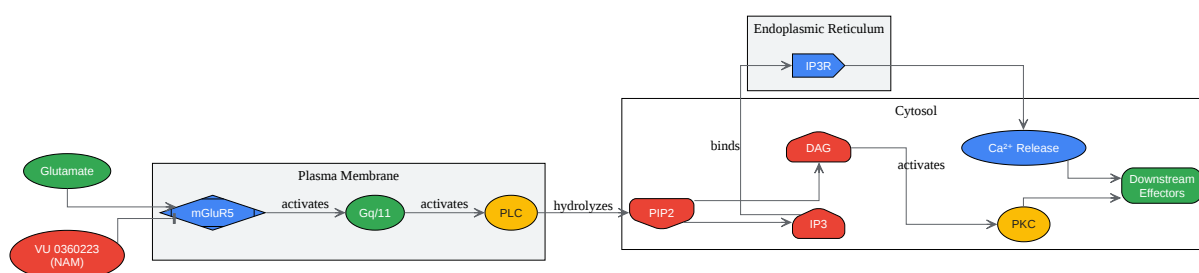 Endoplasmic Reticulum
IP3R
Cytosol
binds
DAG
activates
Ca²⁺ Release
Glutamate
Plasma Membrane
Downstream
Effectors
mGluR5
activates
Gq/11
activates
PLC
hydrolyzes
PIP2
IP3
PKC
VU 0360223
(NAM)